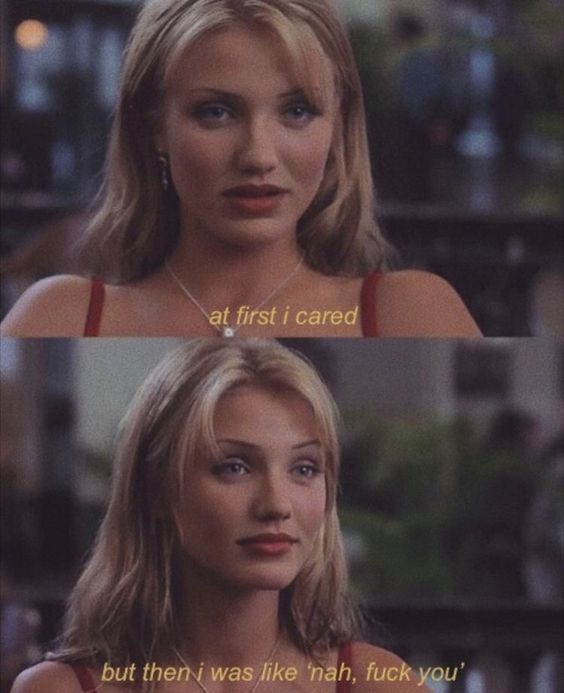 at first i cared
but then i was like 'nah, fuck you'